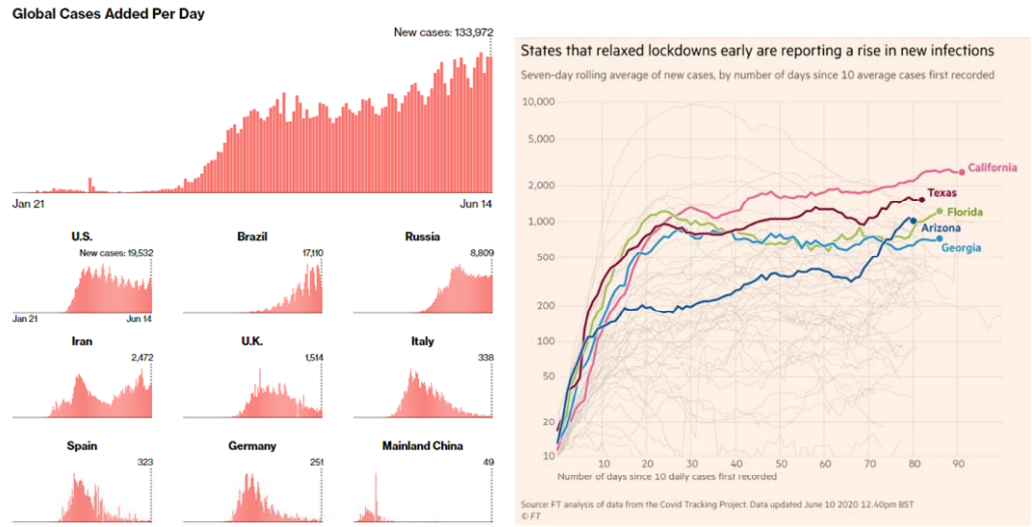 Global Cases Added Per Day
New cases: 133,972
Jan 21
Jun 14
U.S.
New cases: 19,532
Jan 21
Jun 14
Brazil
17,110
Russia
8,809
Iran
2,472
U.K.
1,514
Italy
338
Spain
323
Germany
251
Mainland China
49
States that relaxed lockdowns early are reporting a rise in new infections
Seven-day rolling average of new cases, by number of days since 10 average cases first recorded
10,000
5,000
2,000
1,000
500
200
100
50
20
10
California
Texas
Florida
Arizona
Georgia
10 20 30 40 50 60 70 80 90
Number of days since 10 daily cases first recorded
Source: FT analysis of data from the Covid Tracking Project. Data updated June 10 2020 12.40pm BST
© FT